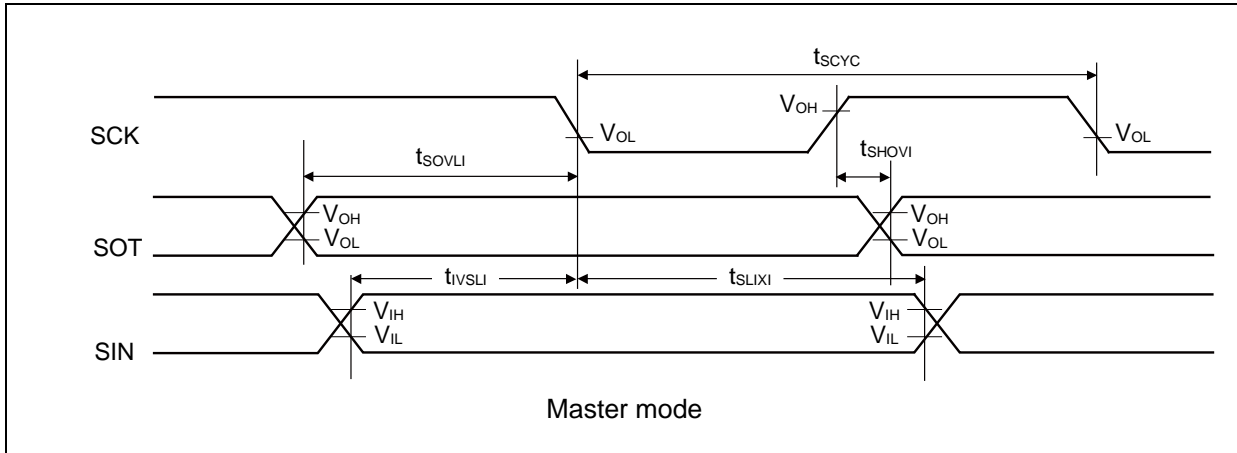 tSCYC
VOH
SCK
VOL
VOL
tSOVLI
tSHOVI
VOH
VOH
SOT
VOL
VOL
tIVSLI
tSLIXI
VIH
VIH
SIN
VIL
VIL
Master mode